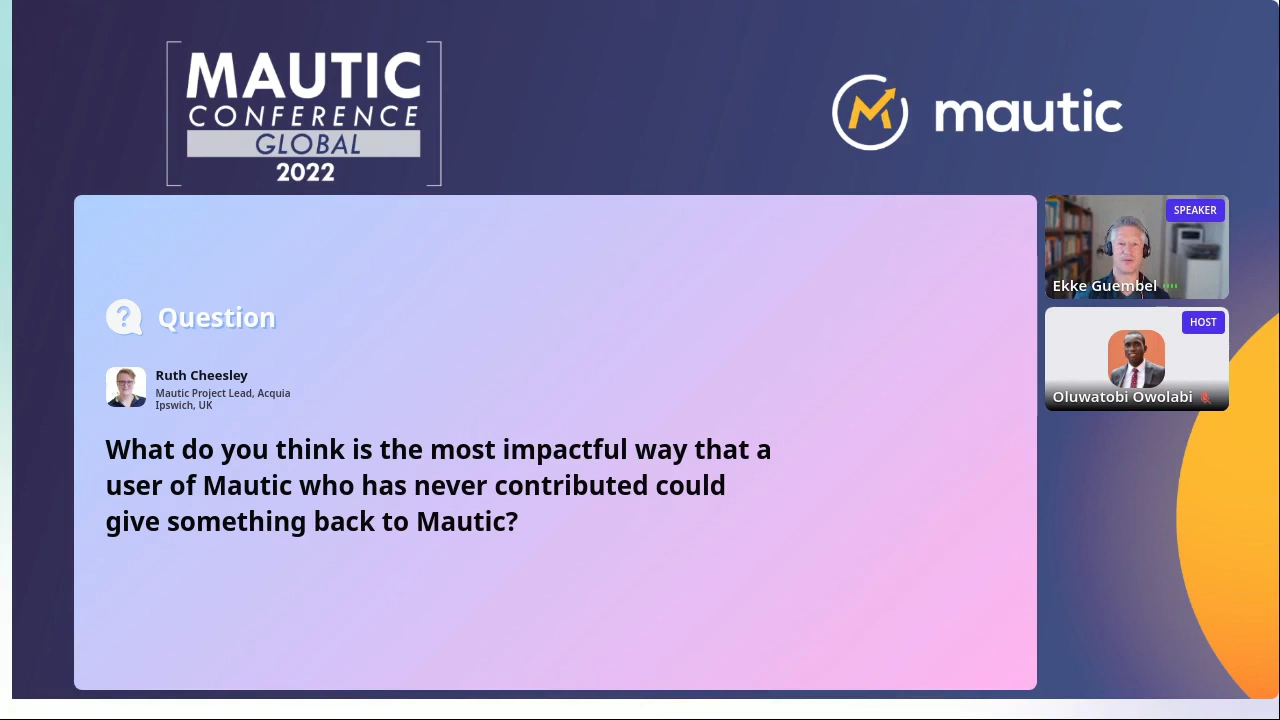 MAUTIC
CONFERENCE
GLOBAL
2022
mautic
SPEAKER
Ekke Guembel
HOST
Oluwatobi Owolabi
Question
Ruth Cheesley
Mautic Project Lead, Acquia
Ipswich, UK
What do you think is the most impactful way that a
user of Mautic who has never contributed could
give something back to Mautic?